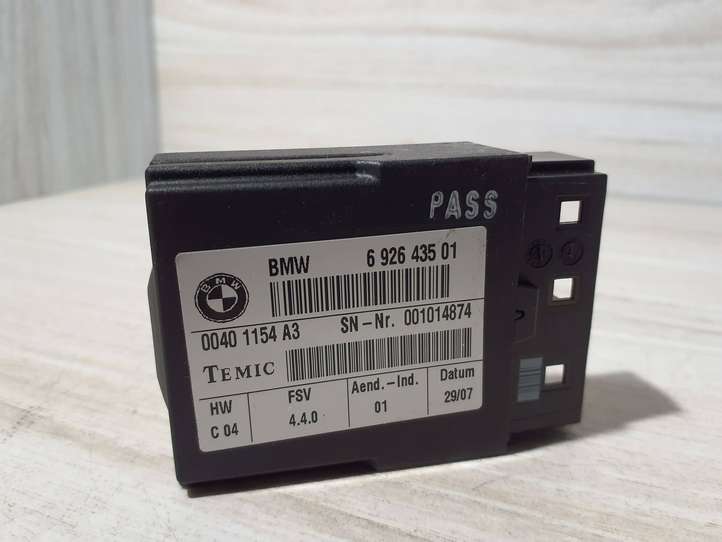 PASS
BMW 6 926 435 01
BMW
0040 1154 A3 SN-Nr. 001014874
TEMIC
HW FSV Aend.-Ind. Datum
C 04 4.4.0 01 29/07